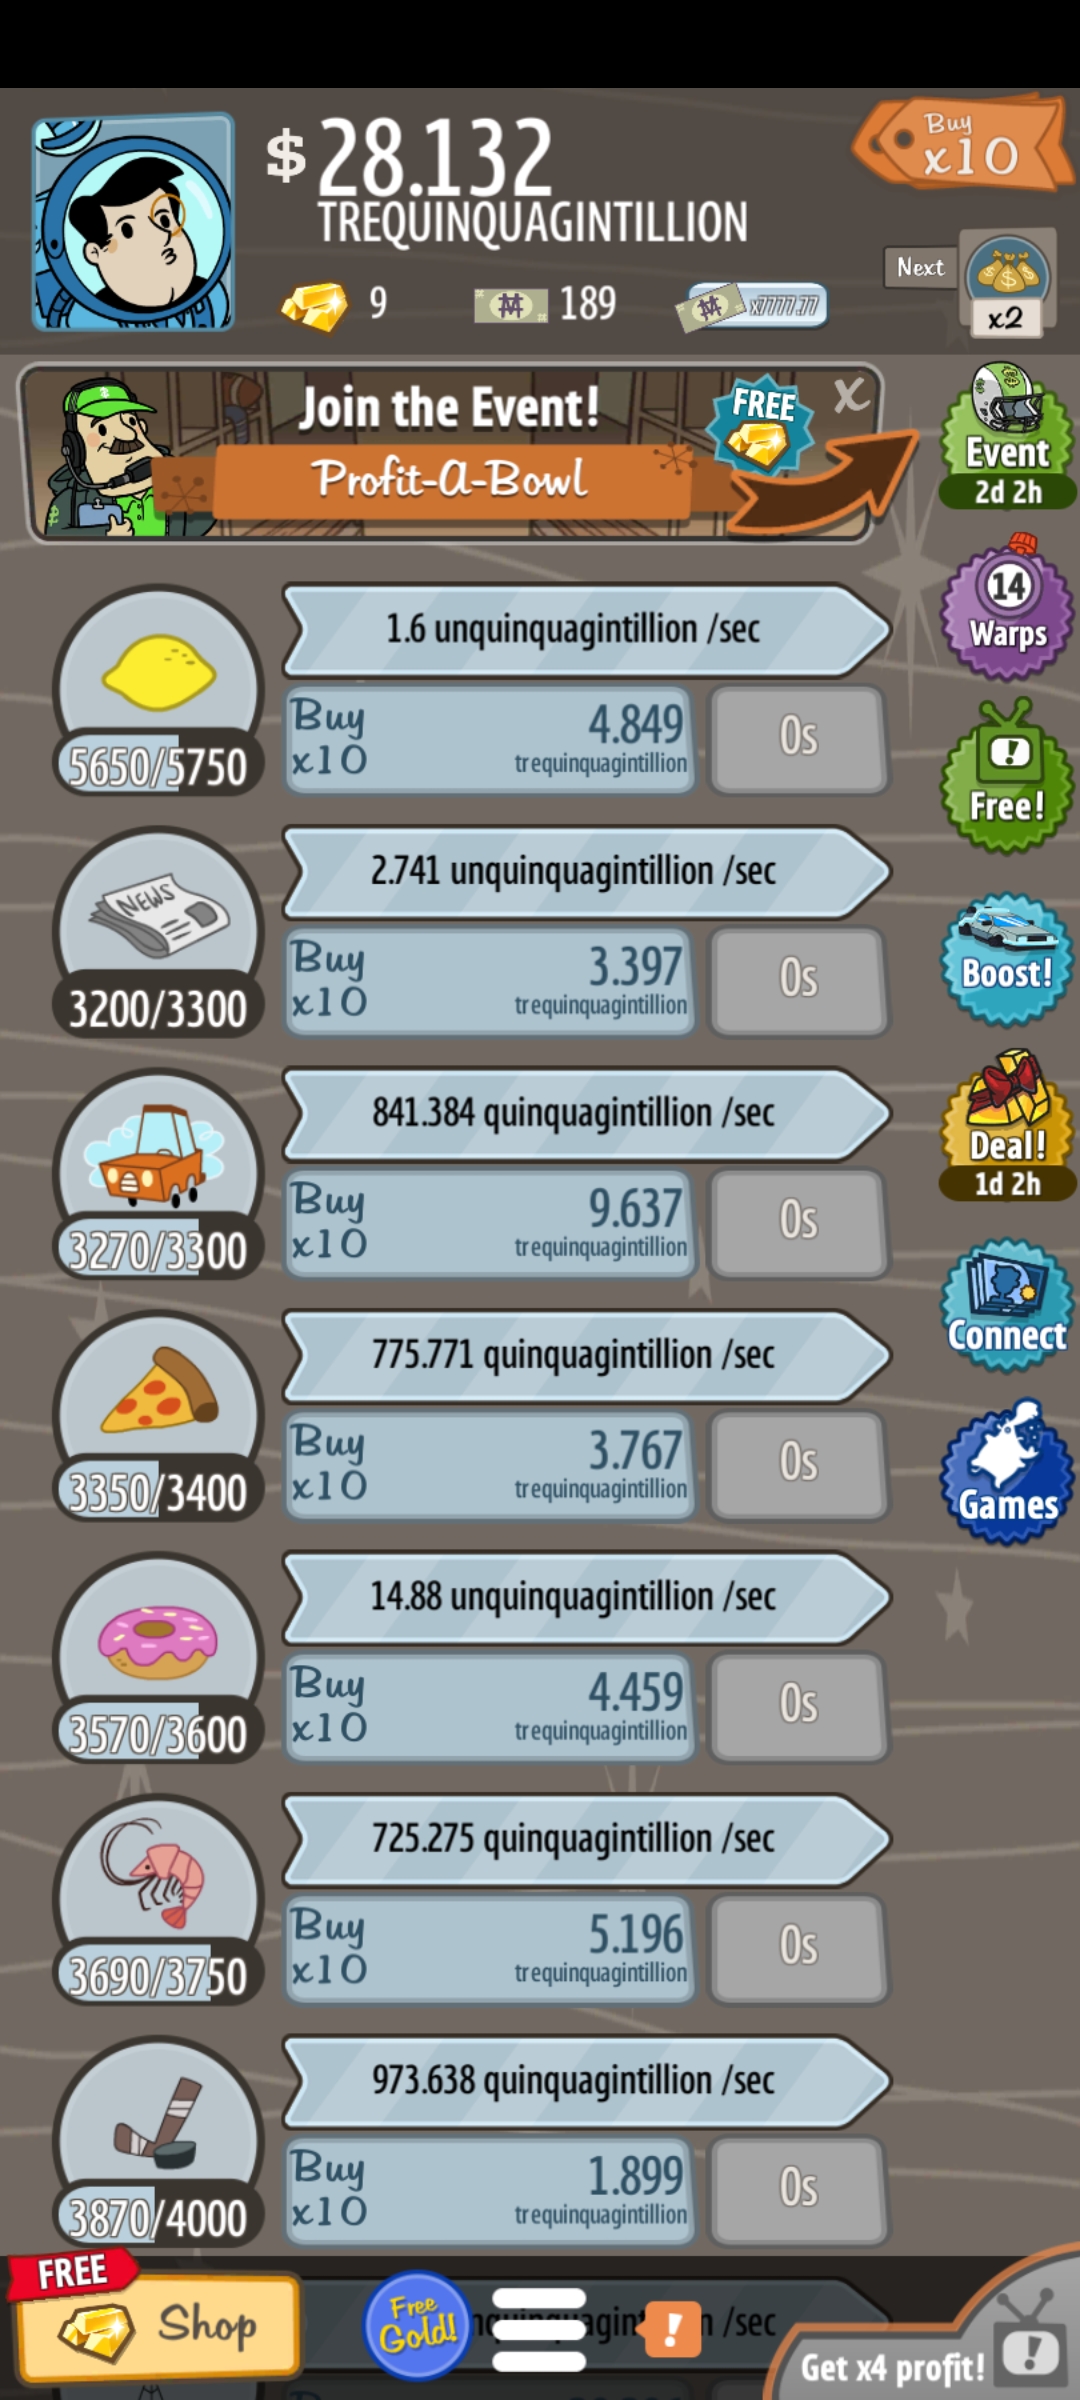 $ 28.132
TREQUINQUAGINTILLION
Buy
x10
9
189
x7777.77
Next
x2
Join the Event!
Profit-A-Bowl
FREE
X
Event
2d 2h
1.6 unquinquagintillion /sec
5650/5750
Buy
x10
4.849
trequinquagintillion
0s
14
Warps
2.741 unquinquagintillion /sec
NEWS
3200/3300
Buy
x10
3.397
trequinquagintillion
0s
Free!
Boost!
841.384 quinquagintillion /sec
3270/3300
Buy
x10
9.637
trequinquagintillion
0s
Deal!
1d 2h
775.771 quinquagintillion /sec
3350/3400
Buy
x10
3.767
trequinquagintillion
0s
Connect
Games
14.88 unquinquagintillion /sec
3570/3600
Buy
x10
4.459
trequinquagintillion
0s
725.275 quinquagintillion /sec
3690/3750
Buy
x10
5.196
trequinquagintillion
0s
973.638 quinquagintillion /sec
3870/4000
Buy
x10
1.899
trequinquagintillion
0s
FREE
Shop
Free
Gold!
!
/sec
Get x4 profit!